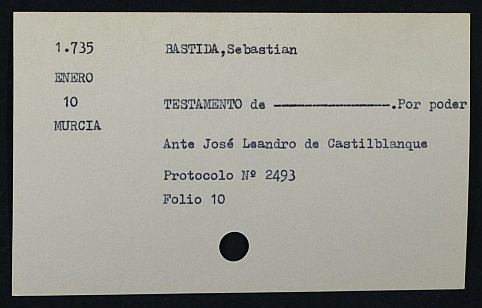 1.735
BASTIDA,Sebastian
ENERO
10
TESTAMENTO de ------------------.Por poder
MURCIA
Ante José Leandro de Castilblanque
Protocolo Nº 2493
Folio 10